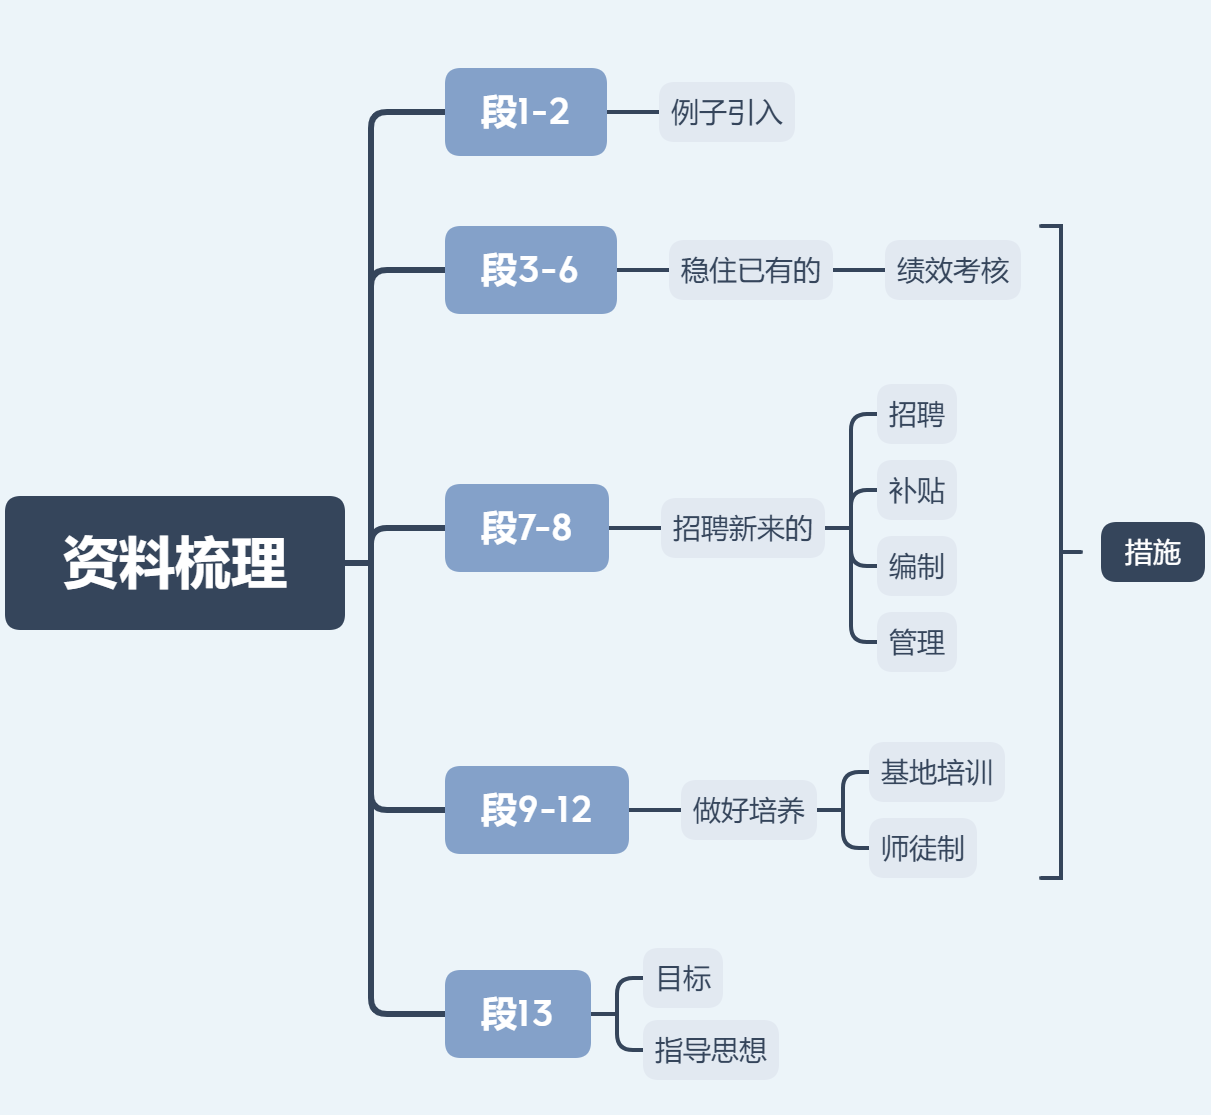 资料梳理
段1-2
例子引入
段3-6
稳住已有的
绩效考核
段7-8
招聘新来的
招聘
补贴
编制
管理
段9-12
做好培养
基地培训
师徒制
措施
段13
目标
指导思想